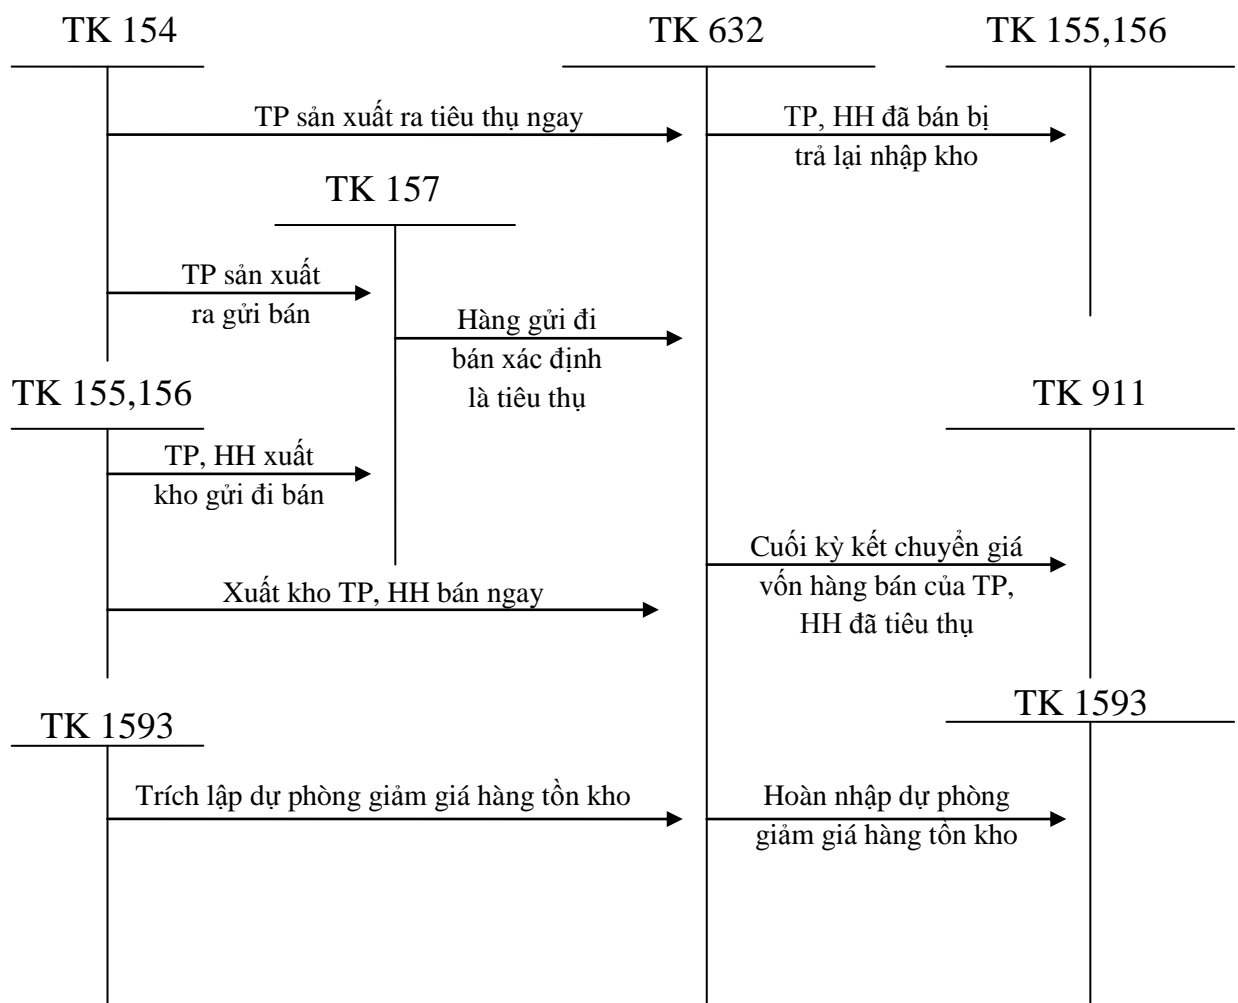 TK 154
TK 632
TK 155,156
TP sản xuất ra tiêu thụ ngay
TP, HH đã bán bị
trả lại nhập kho
TK 157
TP sản xuất
ra gửi bán
Hàng gửi đi
bán xác định
là tiêu thụ
TK 155,156
TK 911
TP, HH xuất
kho gửi đi bán
Cuối kỳ kết chuyển giá
vốn hàng bán của TP,
HH đã tiêu thụ
Xuất kho TP, HH bán ngay
TK 1593
TK 1593
Trích lập dự phòng giảm giá hàng tồn kho
Hoàn nhập dự phòng
giảm giá hàng tồn kho